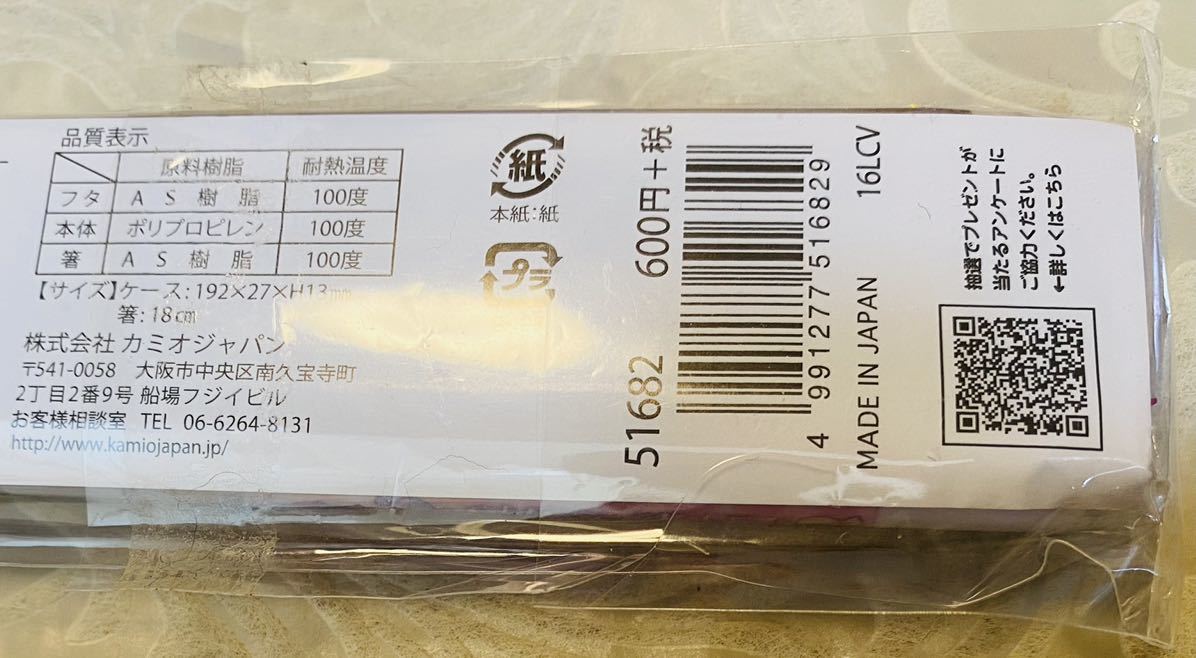 品質表示
原料樹脂 耐熱温度
フタ AS樹脂 100度
本体 ポリプロピレン 100度
箸 AS樹脂 100度
【サイズ】ケース:192×27×H13mm
箸:18cm
株式会社 カミオジャパン
〒541-0058 大阪市中央区南久宝寺町
2丁目2番9号 船場フジイビル
お客様相談室 TEL 06-6264-8131
http://www.kamiojapan.jp/
紙
本紙:紙
プラ
51682 600円+税
4 991277 516829
MADE IN JAPAN 16LCV
抽選でプレゼントが
当たるアンケートに
ご協力ください。
←詳しくはこちら